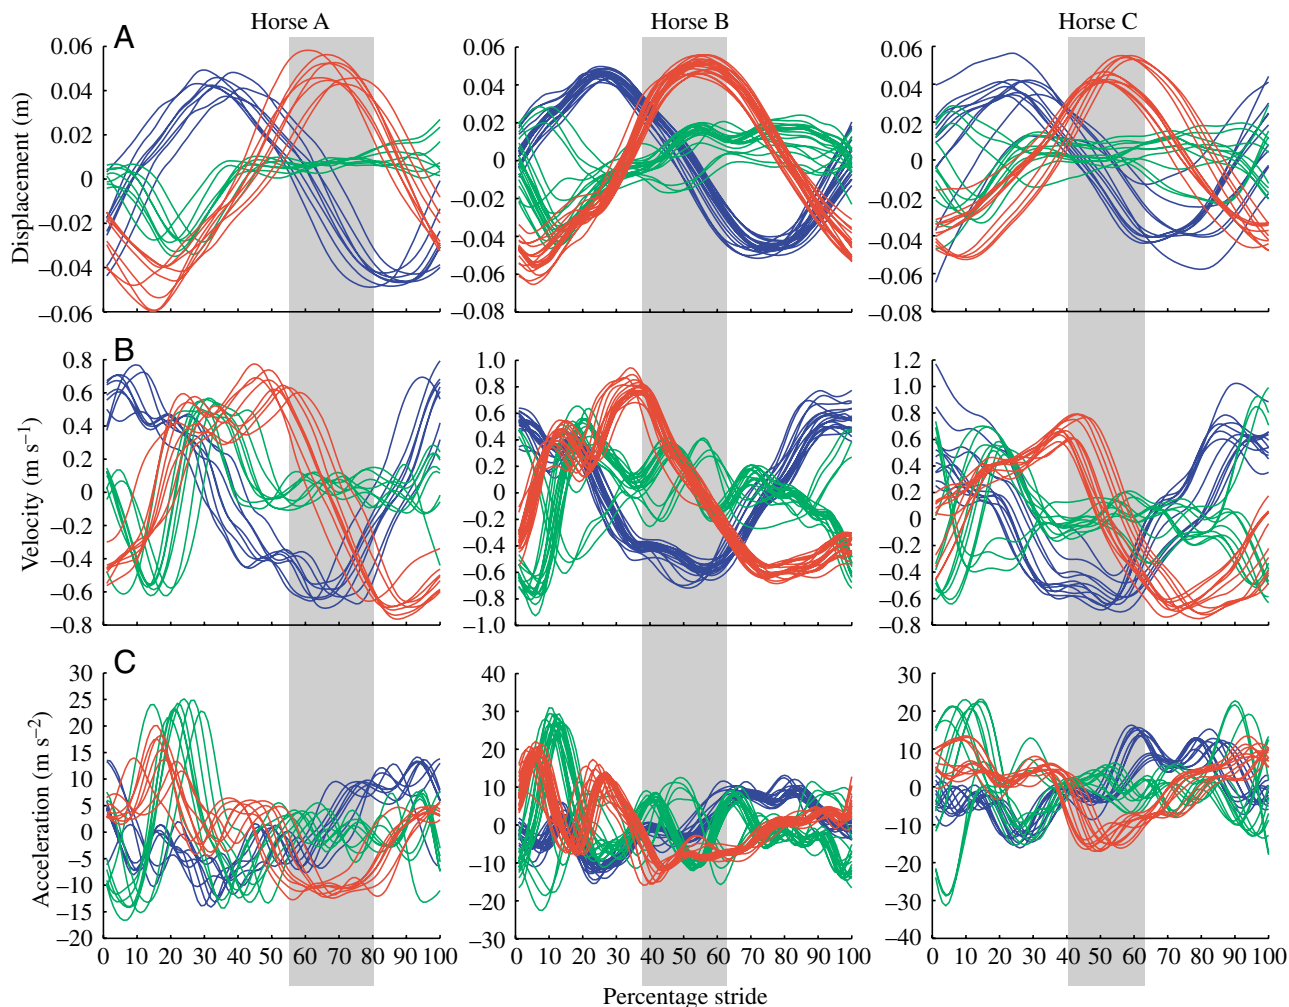 Horse A Horse B Horse C
A
Displacement (m)
0.06 0.04 0.02 0 –0.02 –0.04 –0.06
0.06 0.04 0.02 0 –0.02 –0.04 –0.06 –0.08
0.06 0.04 0.02 0 –0.02 –0.04 –0.06 –0.08
B
Velocity (m s–1)
0.8 0.6 0.4 0.2 0 –0.2 –0.4 –0.6 –0.8
1.0 0.8 0.6 0.4 0.2 0 –0.2 –0.4 –0.6 –0.8 –1.0
1.2 1.0 0.8 0.6 0.4 0.2 0 –0.2 –0.4 –0.6 –0.8
C
Acceleration (m s–2)
30 25 20 15 10 5 0 –5 –10 –15 –20
40 30 20 10 0 –10 –20 –30
30 20 10 0 –10 –20 –30 –40
0 10 20 30 40 50 60 70 80 90 100 0 10 20 30 40 50 60 70 80 90 100 0 10 20 30 40 50 60 70 80 90 100
Percentage stride